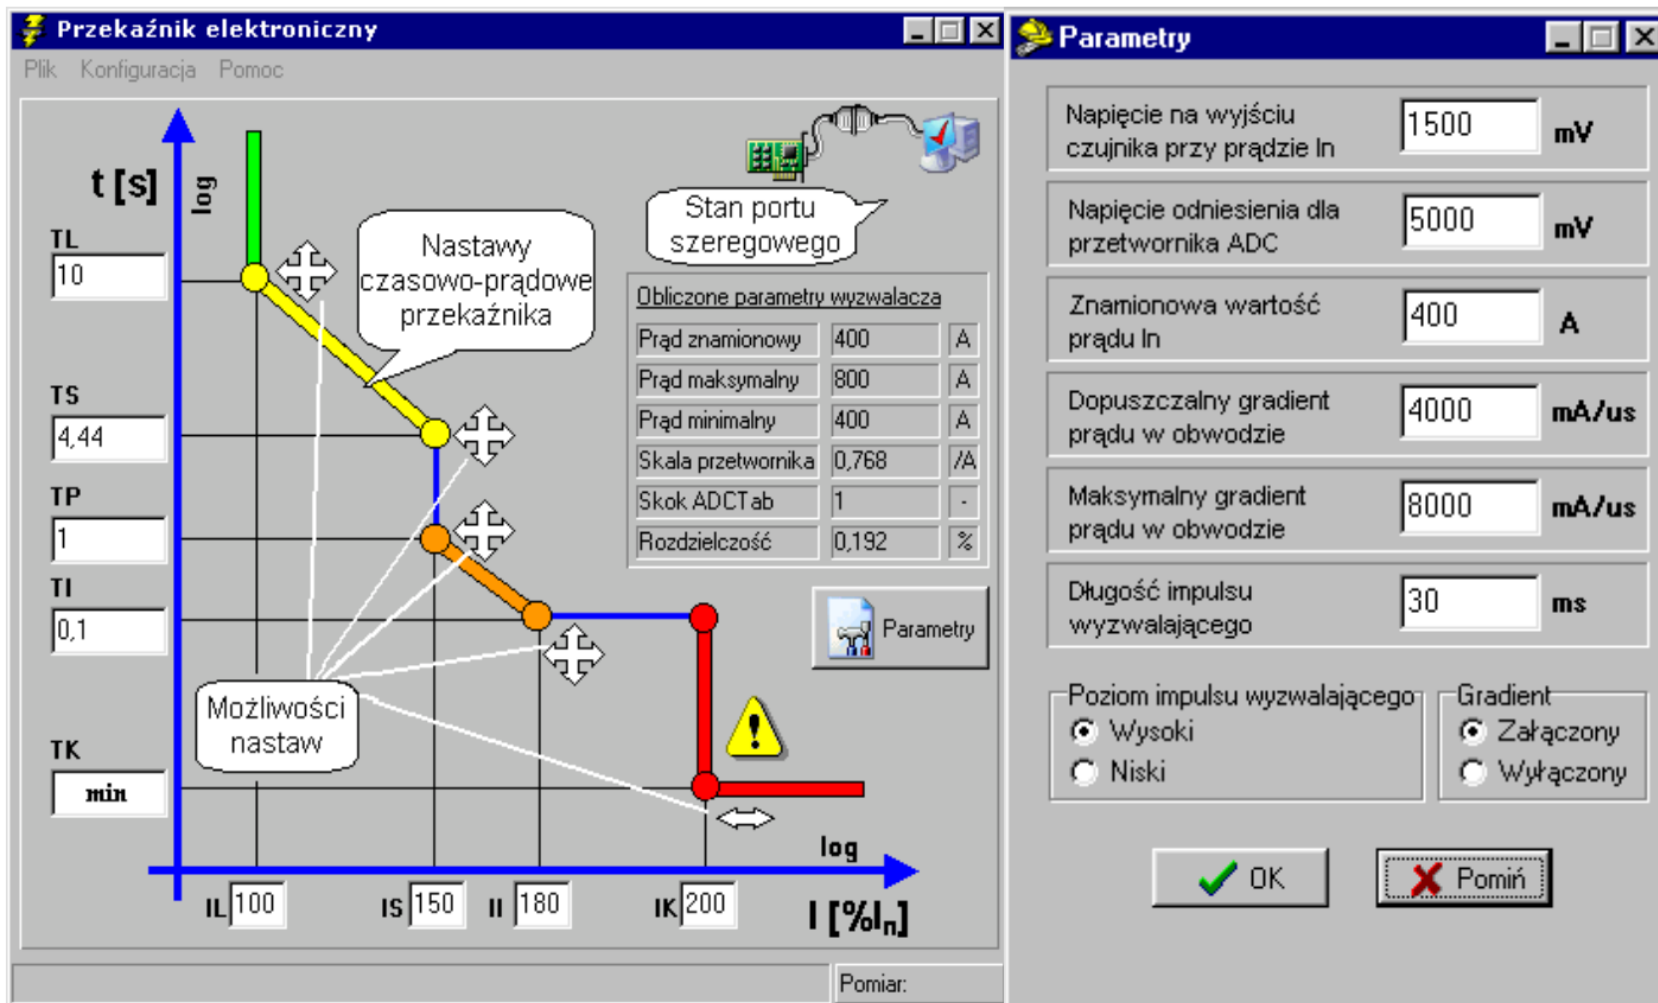 Przekaźnik elektroniczny
Plik Konfiguracja Pomoc
t [s]
log
TL
10
TS
4,44
TP
1
TI
0,1
TK
min
Nastawy
czasowo-prądowe
przekaźnika
Stan portu
szeregowego
Obliczone parametry wyzwalacza
Prąd znamionowy 400 A
Prąd maksymalny 800 A
Prąd minimalny 400 A
Skala przetwornika 0,768 /A
Skok ADCTab 1 -
Rozdzielczość 0,192 %
Parametry
Możliwości
nastaw
log
IL 100 IS 150 II 180 IK 200 I [%In]
Pomiar:
Parametry
Napięcie na wyjściu
czujnika przy prądzie In
1500 mV
Napięcie odniesienia dla
przetwornika ADC
5000 mV
Znamionowa wartość
prądu In
400 A
Dopuszczalny gradient
prądu w obwodzie
4000 mA/us
Maksymalny gradient
prądu w obwodzie
8000 mA/us
Długość impulsu
wyzwalającego
30 ms
Poziom impulsu wyzwalającego
Wysoki
Niski
Gradient
Załączony
Wyłączony
OK
Pomiń